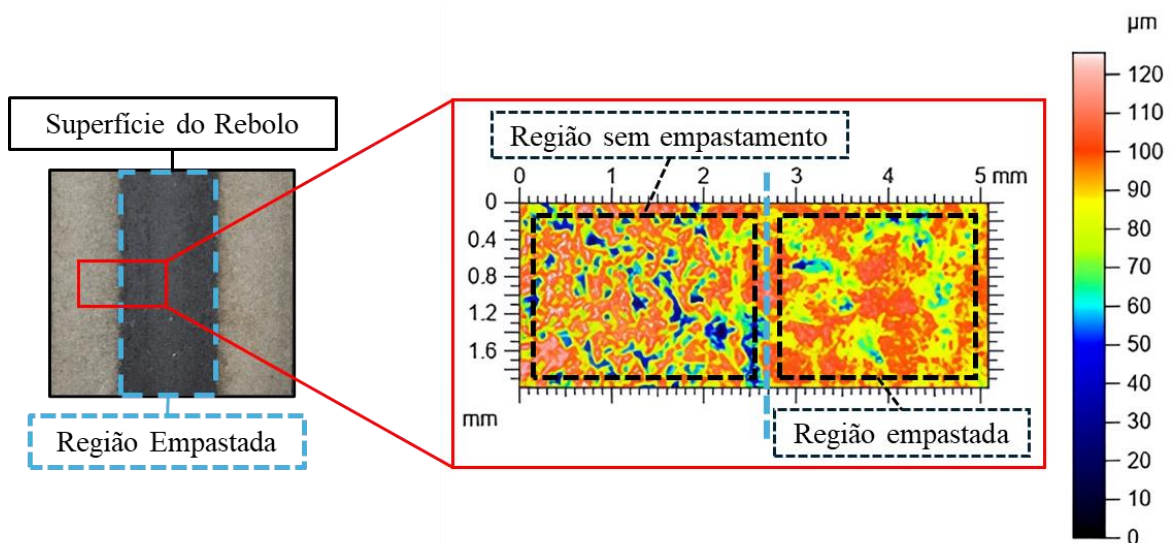 Superfície do Rebolo
Região Empastada
Região sem empastamento
0 1 2 3 4 5 mm
0
0.4
0.8
1.2
1.6
mm
Região empastada
µm
120
110
100
90
80
70
60
50
40
30
20
10
0